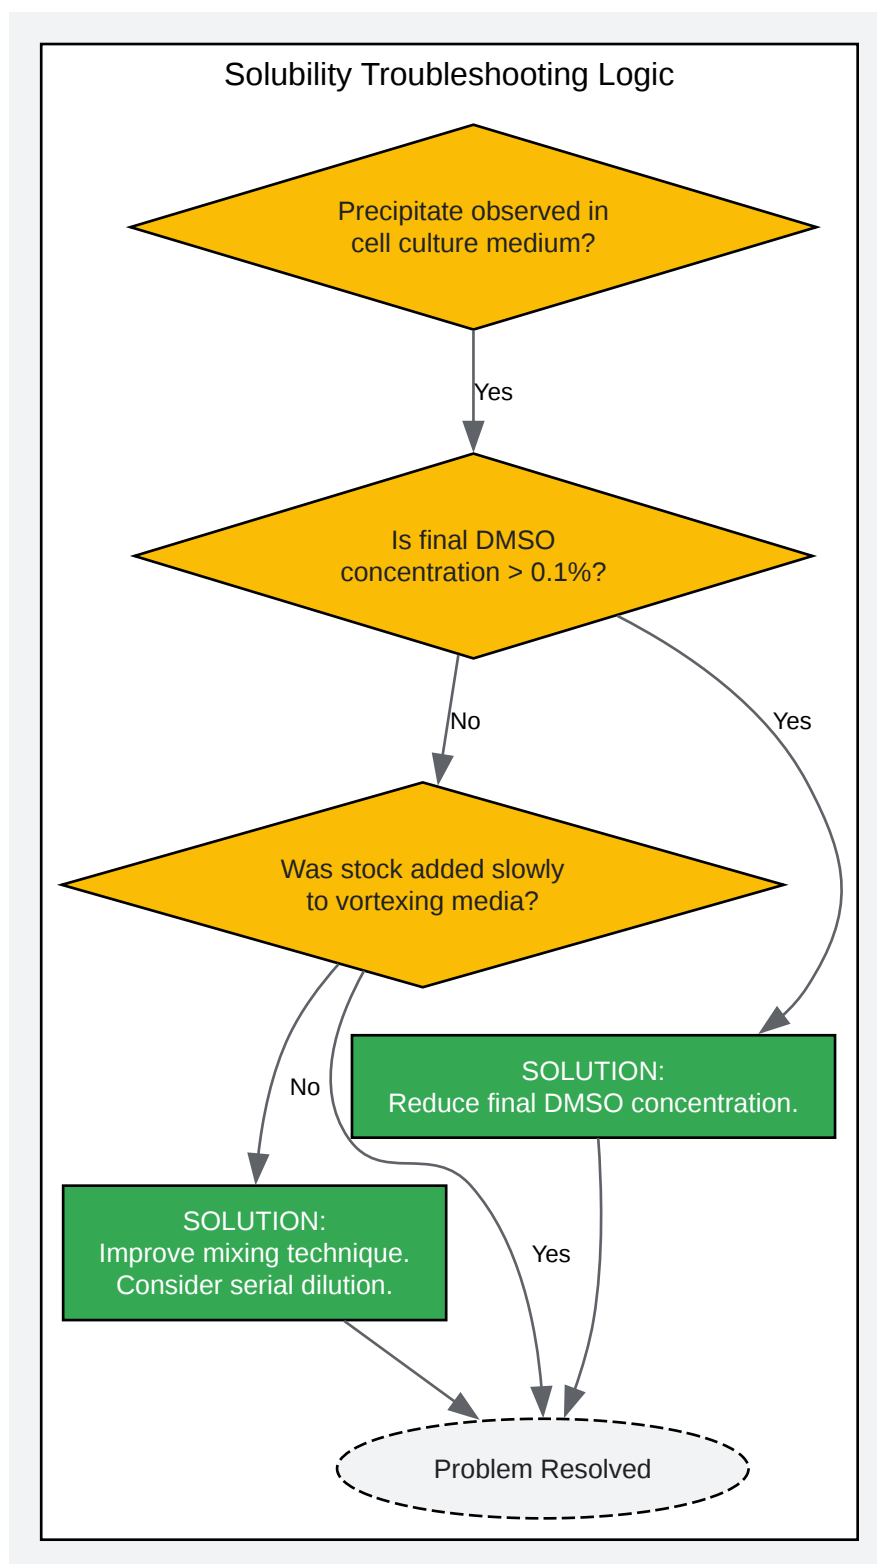 Solubility Troubleshooting Logic
Precipitate observed in
cell culture medium?
Yes
Is final DMSO
concentration > 0.1%?
No
Yes
Was stock added slowly
to vortexing media?
SOLUTION:
Reduce final DMSO concentration.
No
SOLUTION:
Improve mixing technique.
Consider serial dilution.
Yes
Problem Resolved